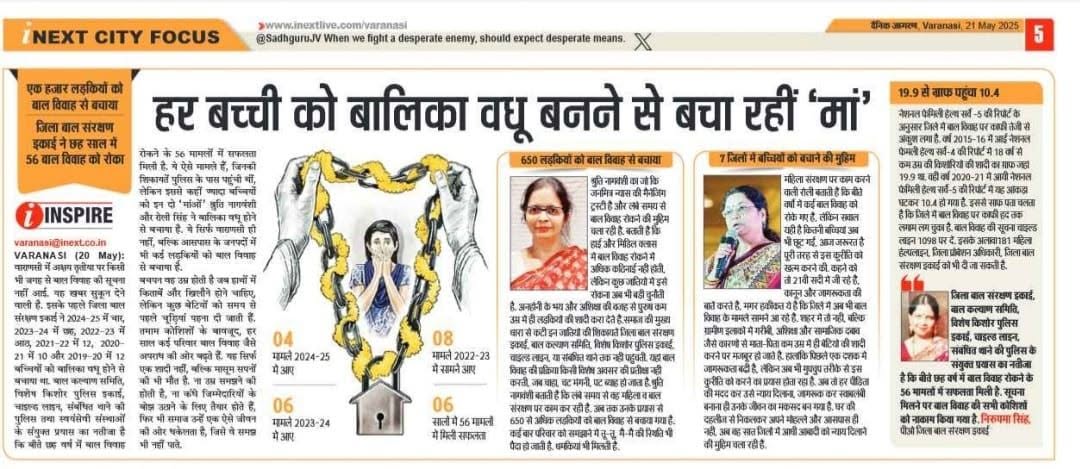 iNEXT CITY FOCUS
www.inextlive.com/varanasi
@SadhguruJV When we fight a desperate enemy, should expect desperate means.
दैनिक जागरण, Varanasi, 21 May 2025
5
एक हजार लड़कियों को
बाल विवाह से बचाया
जिला बाल संरक्षण
इकाई ने छह साल में
56 बाल विवाह को रोका
हर बच्ची को बालिका वधू बनने से बचा रहीं ‘मां’
i INSPIRE
varanasi@inext.co.in
VARANASI (20 May):
वाराणसी में अक्षय तृतीया पर किसी
भी जगह से बाल विवाह की सूचना
नहीं आई. यह खबर सुकून देने
वाली है. इसके पहले जिला बाल
संरक्षण इकाई ने 2024-25 में चार,
2023-24 में छह, 2022-23 में
आठ, 2021-22 में 12, 2020-
21 में 10 और 2019-20 में 12
बच्चियों को बालिका वधू होने से
बचाया था. बाल कल्याण समिति,
विशेष किशोर पुलिस इकाई,
चाइल्ड लाइन, संबंधित थाने की
पुलिस तथा स्वयंसेवी संस्थाओं
के संयुक्त प्रयास का नतीजा है
कि बीते छह वर्ष में बाल विवाह
रोकने के 56 मामलों में सफलता
मिली है. ये ऐसे मामले हैं, जिनकी
शिकायतें पुलिस के पास पहुंची थीं,
लेकिन इससे कहीं ज्यादा बच्चियों
को इन दो ‘मांओं’ श्रुति नागवंशी
और रोली सिंह ने बालिका वधू होने
से बचाया है. ये सिर्फ वाराणसी ही
नहीं, बल्कि आसपास के जनपदों में
भी कई लड़कियों को बाल विवाह
से बचाया है.
बचपन वह उम्र होती है जब हाथों में
किताबें और खिलौने होने चाहिए,
लेकिन कुछ बेटियों को समय से
पहले चूड़ियां पहना दी जाती हैं.
तमाम कोशिशों के बावजूद, हर
साल कई परिवार बाल विवाह जैसे
अपराध की ओर बढ़ते हैं. यह सिर्फ
एक शादी नहीं, बल्कि मासूम सपनों
की भी मौत है. ना उम्र समझने की
होती है, ना कंधे जिम्मेदारियों के
बोझ उठाने के लिए तैयार होते हैं,
फिर भी समाज उन्हें एक ऐसे जीवन
की ओर धकेलता है, जिसे वे समझ
भी नहीं पाते.
04
मामले 2024-25
में आए
08
मामले 2022-23
में सामने आए
06
मामले 2023-24
में आए
06
सालों में 56 मामलों
में मिली सफलता
650 लड़कियों को बाल विवाह से बचाया
श्रुति नागवंशी का जो कि
जनमित्र न्यास की मैनेजिंग
ट्रस्टी है और लंबे समय से
बाल विवाह रोकने की मुहिम
चला रही है. बताती है कि
हाई और मिडिल क्लास
में बाल विवाह रोकने में
अधिक कठिनाई नहीं होती,
लेकिन कुछ जातियों में इसे
रोकना अब भी बड़ी चुनौती
है. अनहोनी के भय और अशिक्षा की वजह से पुरुष कम
उम्र में ही लड़कियों की शादी करा देते हैं.समाज की मुख्य
धारा से कटी इन जातियों की शिकायतें जिला बाल संरक्षण
इकाई, बाल कल्याण समिति, विशेष किशोर पुलिस इकाई,
चाइल्ड लाइन, या संबंधित थाने तक नहीं पहुंचती. यहां बाल
विवाह की प्रक्रिया किसी विशेष अवसर की प्रतीक्षा नहीं
करती, जब चाहा, चट मंगनी, पट ब्याह हो जाता है. श्रुति
नागवंशी बताती हैं कि लंबे समय से वह महिला व बाल
संरक्षण पर काम कर रही है. अब तक उनके प्रयास से
650 से अधिक लड़कियों को बाल विवाह से बचाया गया है.
कई बार परिवार को समझाने में तू-तू, मैं-मैं की स्थिति भी
पैदा हो जाती है. धमकियां भी मिलती है.
7 जिलों में बच्चियों को बचाने की मुहिम
महिला संरक्षण पर काम करने
वाली रोली बताती है कि बीते
वर्षों में कई बाल विवाह को
रोके गए हैं, लेकिन सवाल
यही है कितनी बच्चियां अब
भी छूट गईं. आज जरूरत है
पूरी तरह से इस कुरीति को
खत्म करने की. कहने को
तो 21वीं सदी में जी रहे है.
कानून और जागरूकता की
बातें करते हैं, मगर हकीकत ये है कि जिले में अब भी बाल
विवाह के मामले सामने आ रहे हैं. शहर में तो नहीं, बल्कि
ग्रामीण इलाकों में गरीबी, अशिक्षा और सामाजिक दबाव
जैसे कारणों से माता-पिता कम उम्र में ही बेटियों की शादी
करने पर मजबूर हो जाते है. हालांकि पिछले एक दशक में
जागरूकता बढ़ी है, लेकिन अब भी गुपचुप तरीके से इस
कुरीति को करने का प्रयास होता रहा है. अब तो हर पीड़िता
की मदद कर उसे न्याय दिलाना, जागरूक कर स्वावलंबी
बनाना ही उनके जीवन का मकसद बन गया है. घर की
दहलीज से निकलकर अपने मोहल्ले और आसपास ही
नहीं, अब वह सात जिलों में आधी आबादी को न्याय दिलाने
की मुहिम चला रही है.
19.9 से ग्राफ पहुंचा 10.4
नेशनल फैमिली हेल्थ सर्वे -5 की रिपोर्ट के
अनुसार जिले में बाल विवाह पर काफी तेजी से
अंकुश लगा है. वर्ष 2015-16 में आई नेशनल
फैमली हेल्थ सर्वे-4 की रिपोर्ट में 18 वर्ष से
कम उम्र की किशोरियों की शादी का ग्राफ जहां
19.9 था. वहीं वर्ष 2020-21 में आयी नेशनल
फैमिली हेल्थ सर्वे-5 की रिपोर्ट में यह आंकड़ा
घटकर 10.4 हो गया है. इससे साफ पता चलता
है कि जिले में बाल विवाह पर काफी हद तक
लगाम लग चुका है. बाल विवाह की सूचना चाइल्ड
लाइन 1098 पर दें. इसके अलावा181 महिला
हेल्पलाइन, जिला प्रोबेशन अधिकारी, जिला बाल
संरक्षण इकाई को भी दी जा सकती है.
जिला बाल संरक्षण इकाई,
बाल कल्याण समिति,
विशेष किशोर पुलिस
इकाई, चाइल्ड लाइन,
संबंधित थाने की पुलिस के
संयुक्त प्रयास का नतीजा
है कि बीते छह वर्ष में बाल विवाह रोकने के
56 मामलों में सफलता मिली है. सूचना
मिलने पर बाल विवाह की सभी कोशिशों
को नाकाम किया गया है. निरुपमा सिंह,
पीओ जिला बाल संरक्षण इकाई